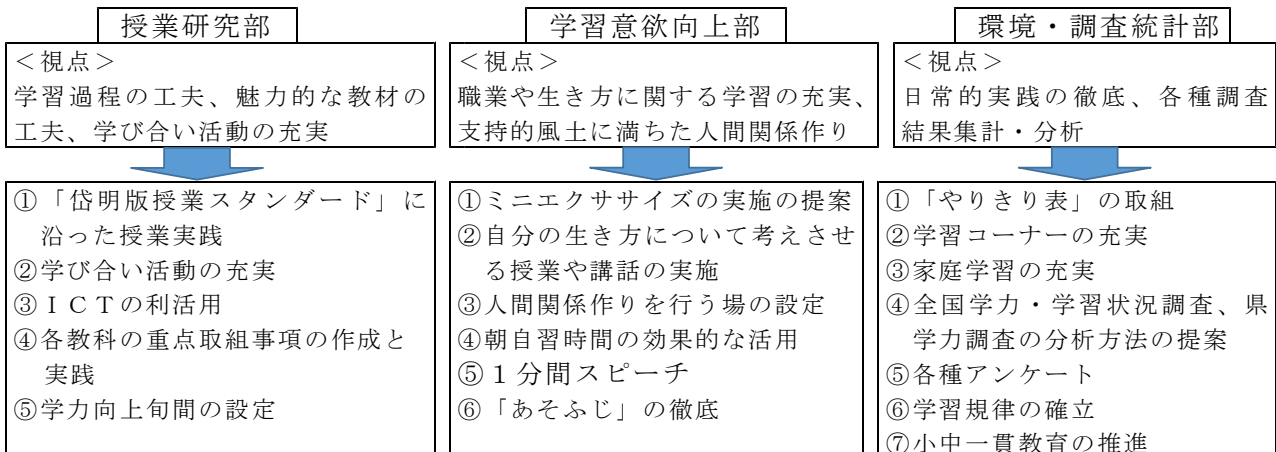 授業研究部
＜視点＞
学習過程の工夫、魅力的な教材の
工夫、学び合い活動の充実
①「岱明版授業スタンダード」に
沿った授業実践
②学び合い活動の充実
③ＩＣＴの利活用
④各教科の重点取組事項の作成と
実践
⑤学力向上旬間の設定
学習意欲向上部
＜視点＞
職業や生き方に関する学習の充実、
支持的風土に満ちた人間関係作り
①ミニエクササイズの実施の提案
②自分の生き方について考えさせ
る授業や講話の実施
③人間関係作りを行う場の設定
④朝自習時間の効果的な活用
⑤１分間スピーチ
⑥「あそふじ」の徹底
環境・調査統計部
＜視点＞
日常的実践の徹底、各種調査
結果集計・分析
①「やりきり表」の取組
②学習コーナーの充実
③家庭学習の充実
④全国学力・学習状況調査、県
学力調査の分析方法の提案
⑤各種アンケート
⑥学習規律の確立
⑦小中一貫教育の推進